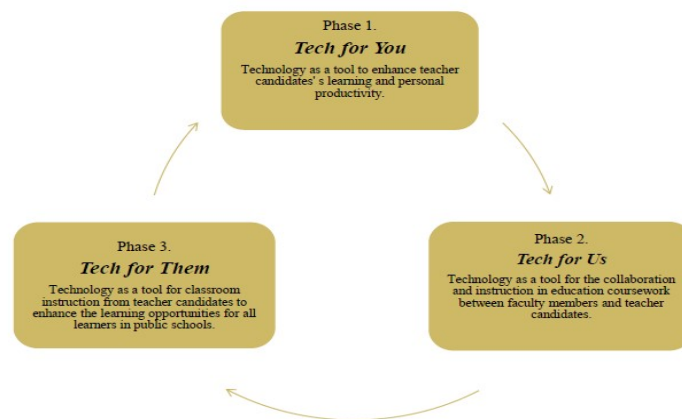 Phase 1.
Tech for You
Technology as a tool to enhance teacher
candidates' s learning and personal
productivity.
Phase 3.
Tech for Them
Technology as a tool for classroom
instruction from teacher candidates to
enhance the learning opportunities for all
learners in public schools.
Phase 2.
Tech for Us
Technology as a tool for the collaboration
and instruction in education coursework
between faculty members and teacher
candidates.